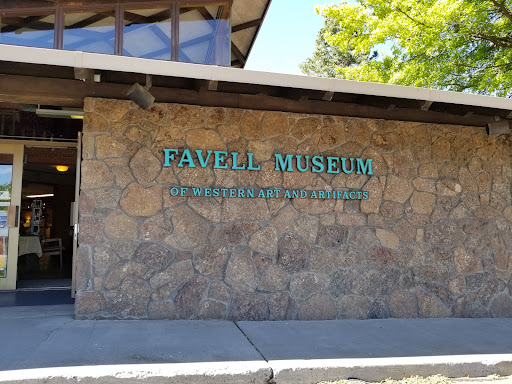 FAVELL MUSEUM
OF WESTERN ART AND ARTIFACTS